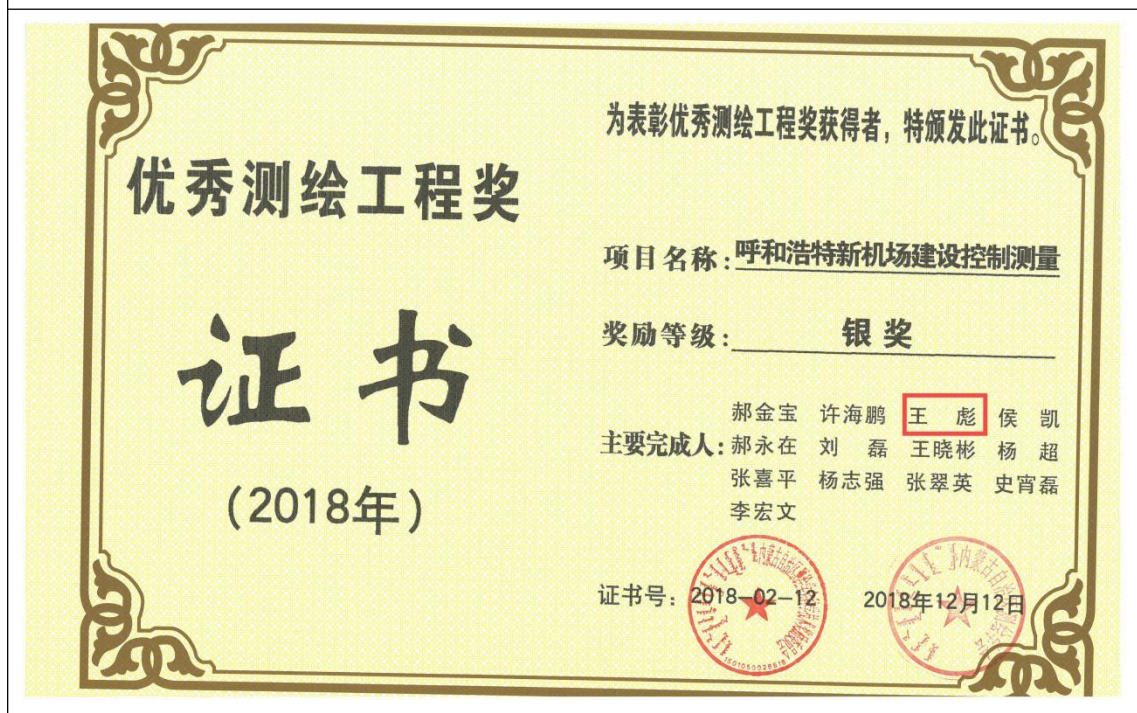 优秀测绘工程奖
证书
(2018年)
为表彰优秀测绘工程奖获得者，特颁发此证书。
项目名称：呼和浩特新机场建设控制测量
奖励等级：银奖
主要完成人：
郝金宝 许海鹏 王彪 侯凯
郝永在 刘磊 王晓彬 杨超
张喜平 杨志强 张翠英 史宵磊
李宏文
证书号：2018-02-12
2018年12月12日